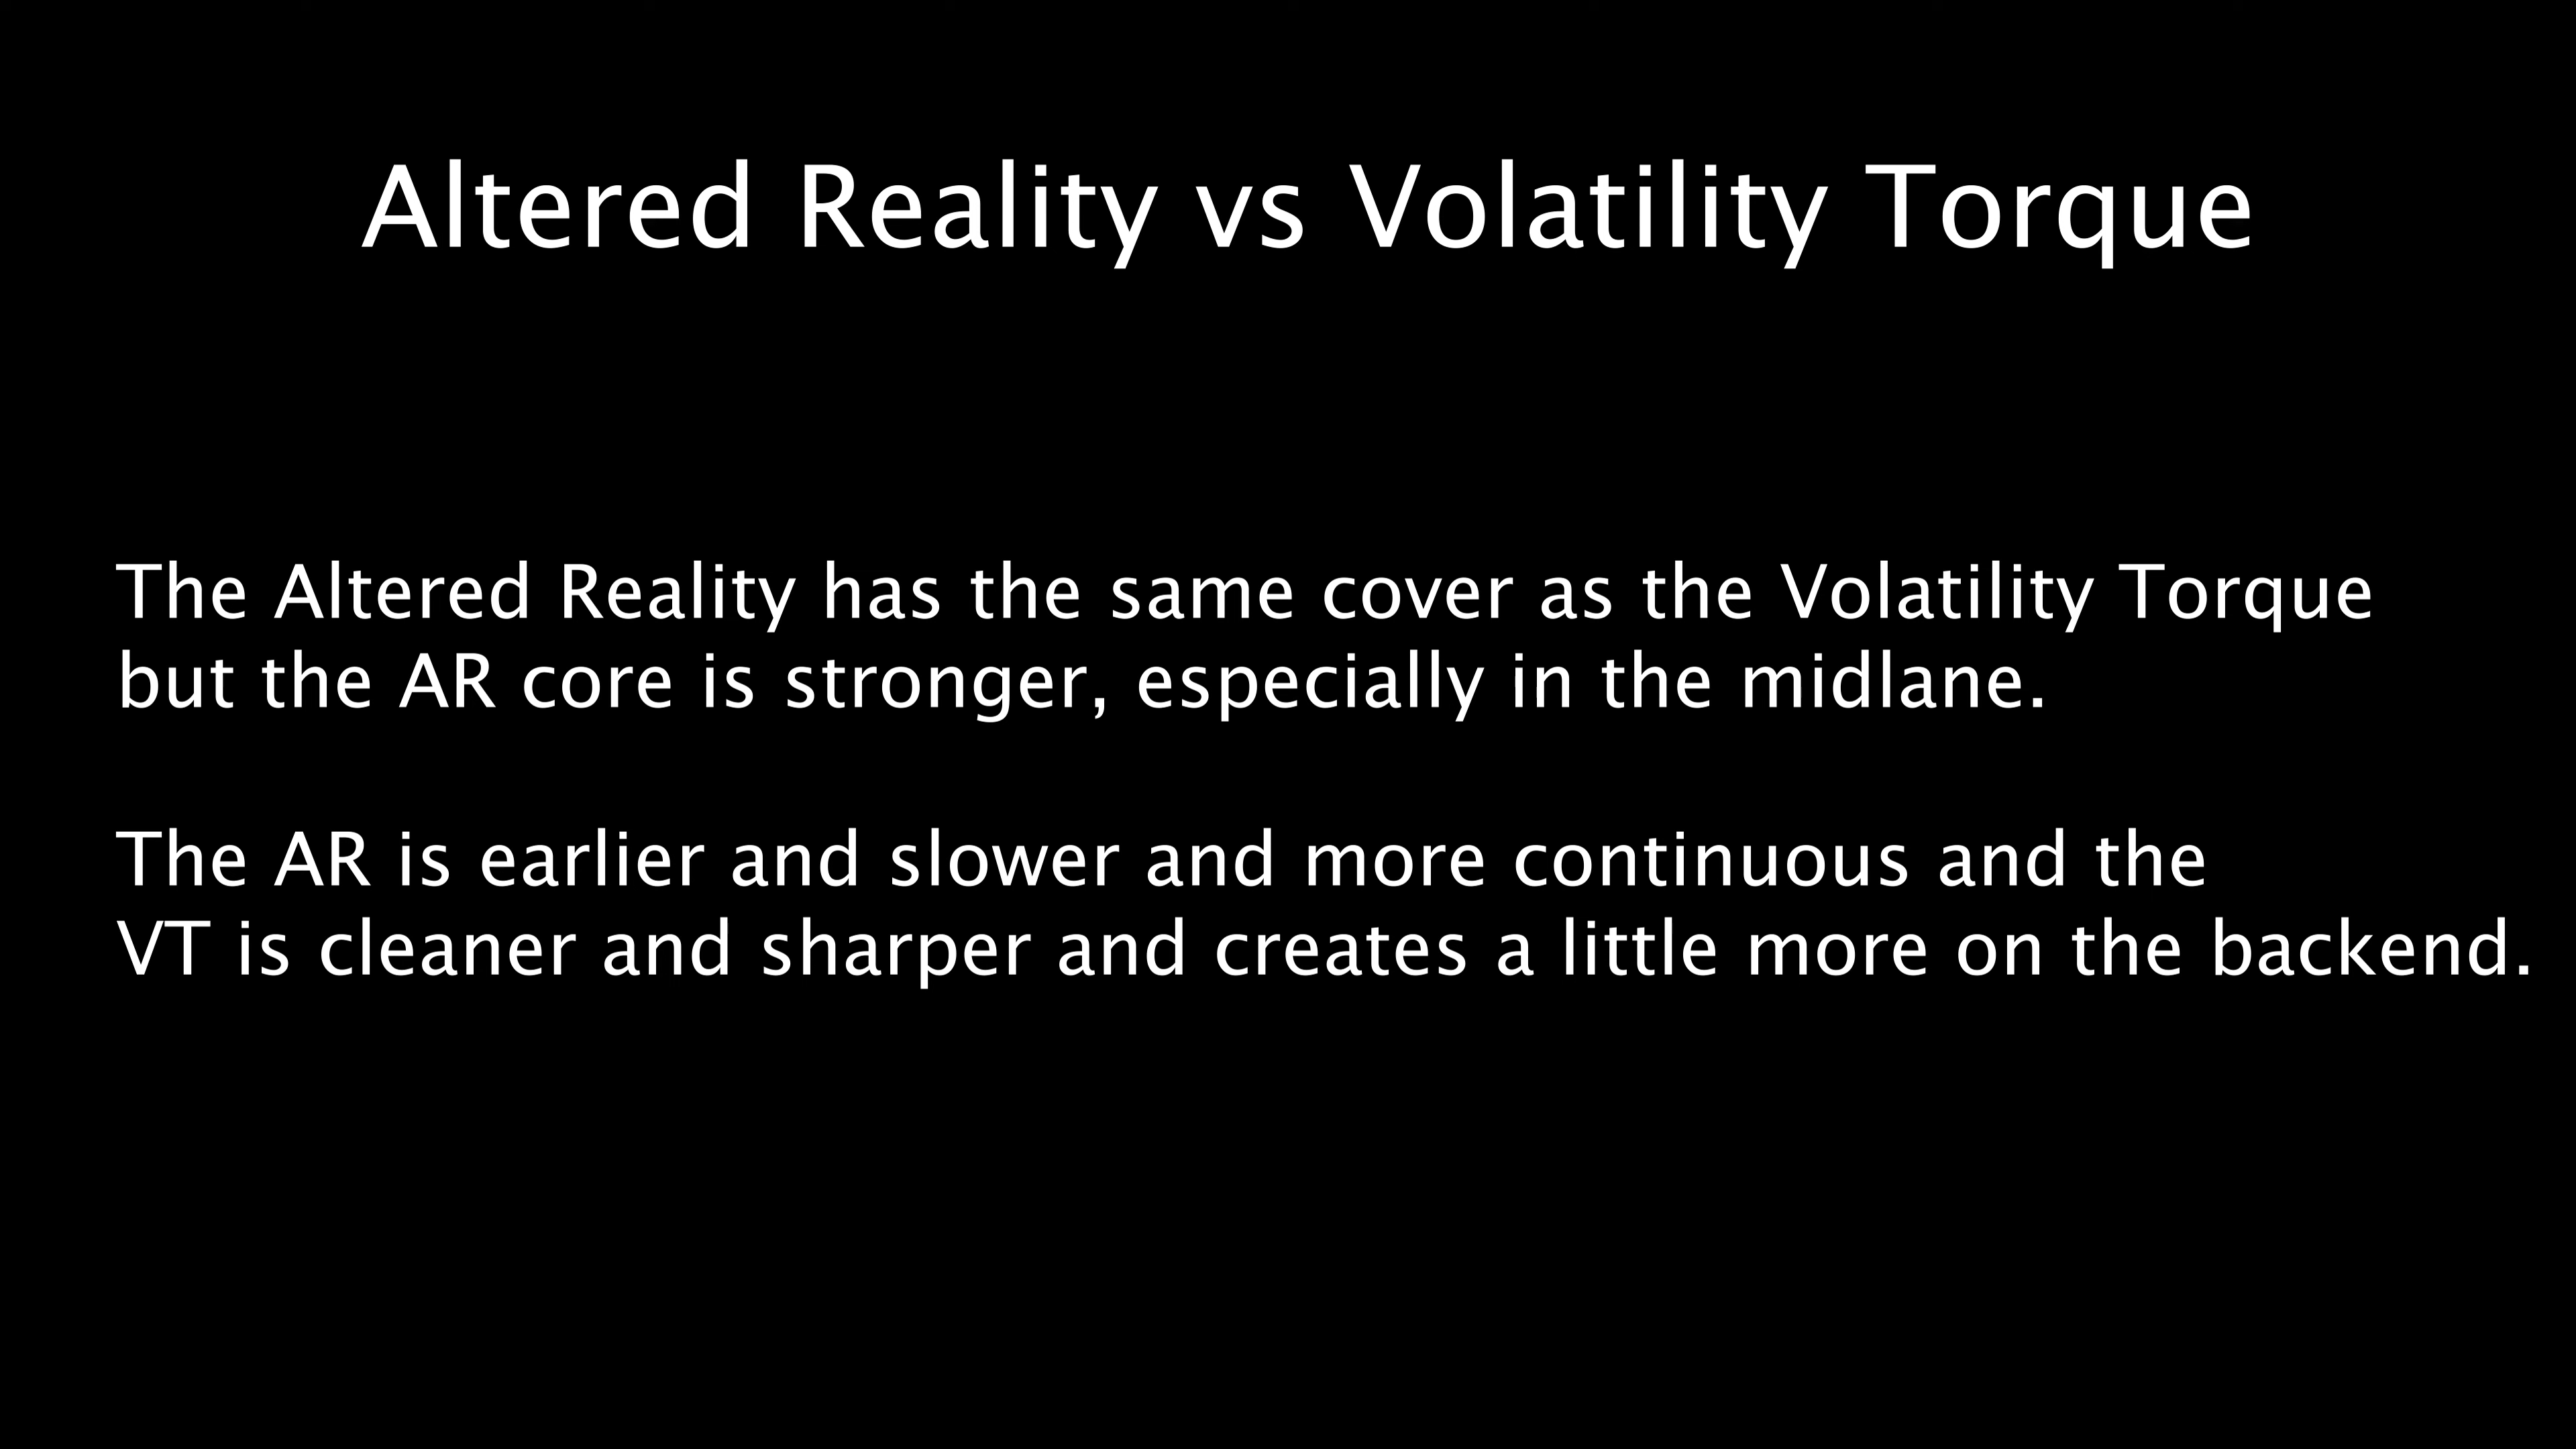 Altered Reality vs Volatility Torque
The Altered Reality has the same cover as the Volatility Torque
but the AR core is stronger, especially in the midlane.
The AR is earlier and slower and more continuous and the
VT is cleaner and sharper and creates a little more on the backend.